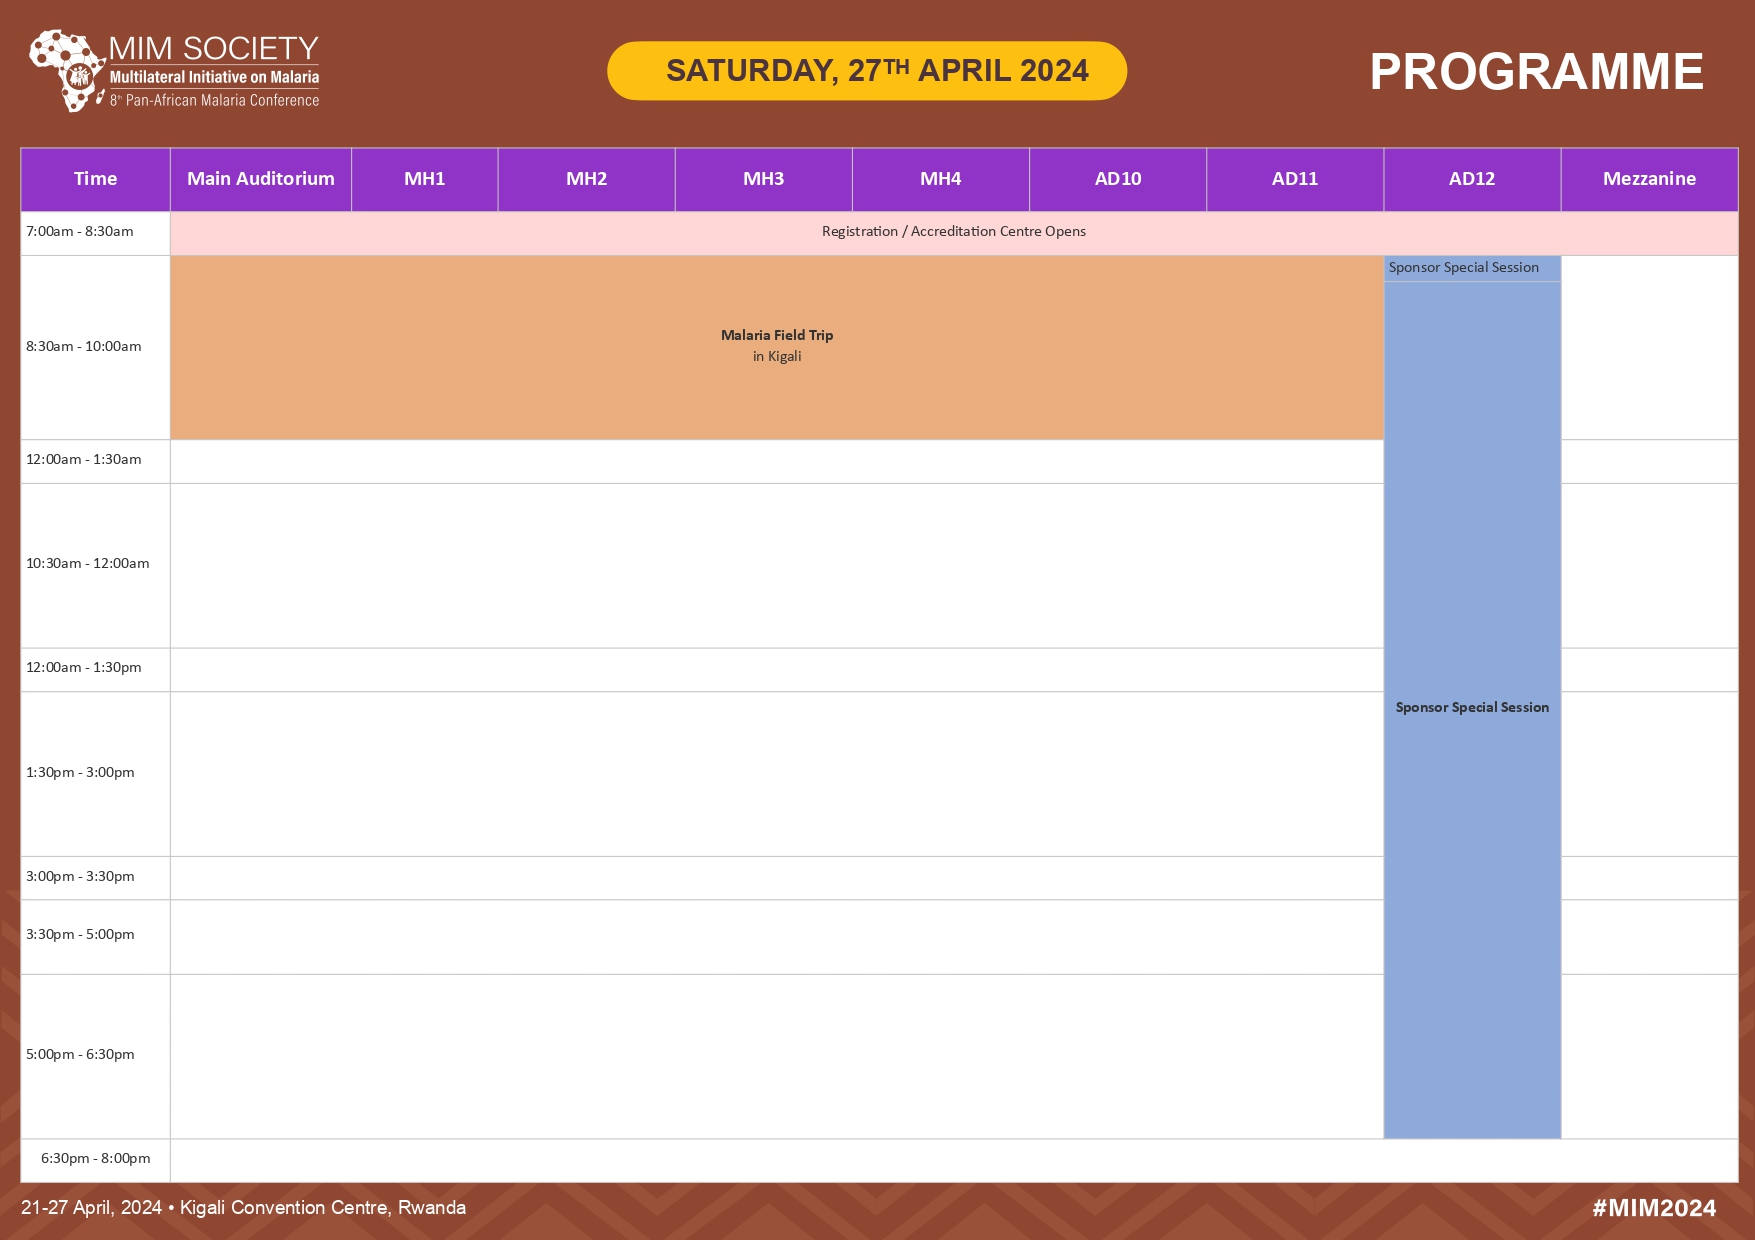 MIM SOCIETY
Multilateral Initiative on Malaria
8th Pan-African Malaria Conference
SATURDAY, 27TH APRIL 2024
PROGRAMME
Time Main Auditorium MH1 MH2 MH3 MH4 AD10 AD11 AD12 Mezzanine
7:00am - 8:30am Registration / Accreditation Centre Opens
Sponsor Special Session
8:30am - 10:00am
Malaria Field Trip
in Kigali
12:00am - 1:30am
10:30am - 12:00am
12:00am - 1:30pm
Sponsor Special Session
1:30pm - 3:00pm
3:00pm - 3:30pm
3:30pm - 5:00pm
5:00pm - 6:30pm
6:30pm - 8:00pm
21-27 April, 2024 • Kigali Convention Centre, Rwanda
#MIM2024